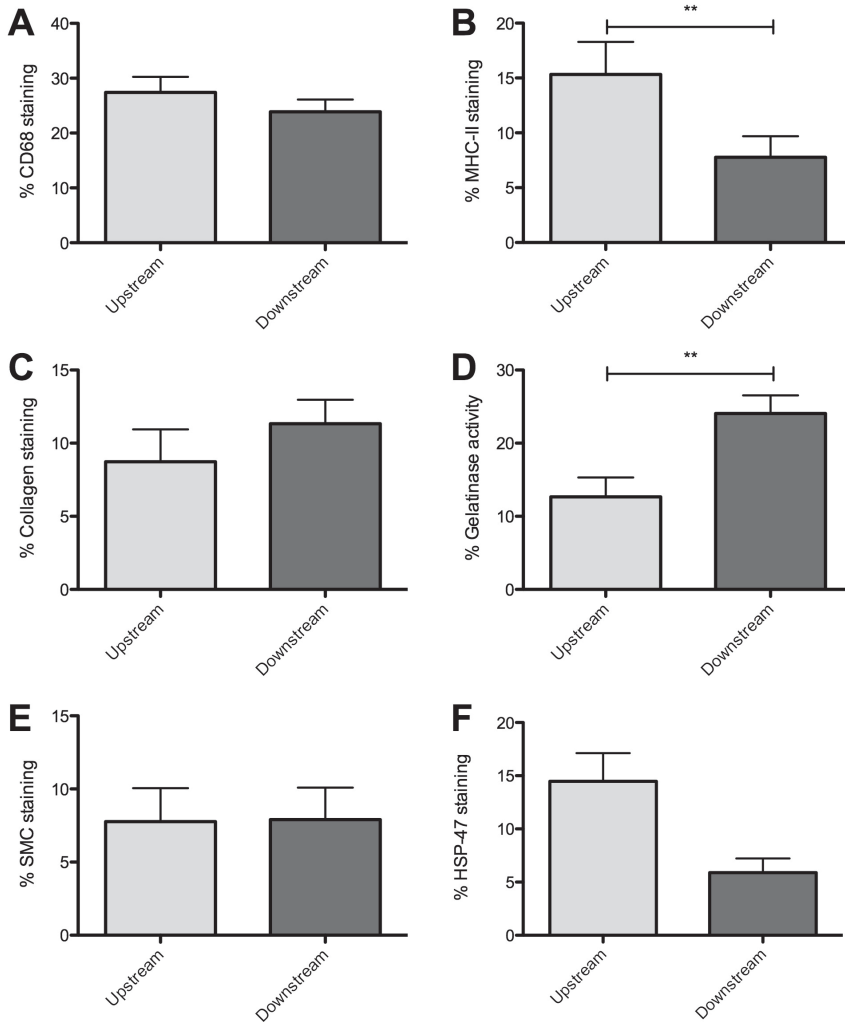 A
% CD68 staining
40
30
20
10
0
Upstream
Downstream
B
**
% MHC-II staining
20
15
10
5
0
Upstream
Downstream
C
% Collagen staining
15
10
5
0
Upstream
Downstream
D
**
% Gelatinase activity
30
20
10
0
Upstream
Downstream
E
% SMC staining
15
10
5
0
Upstream
Downstream
F
% HSP-47 staining
20
15
10
5
0
Upstream
Downstream